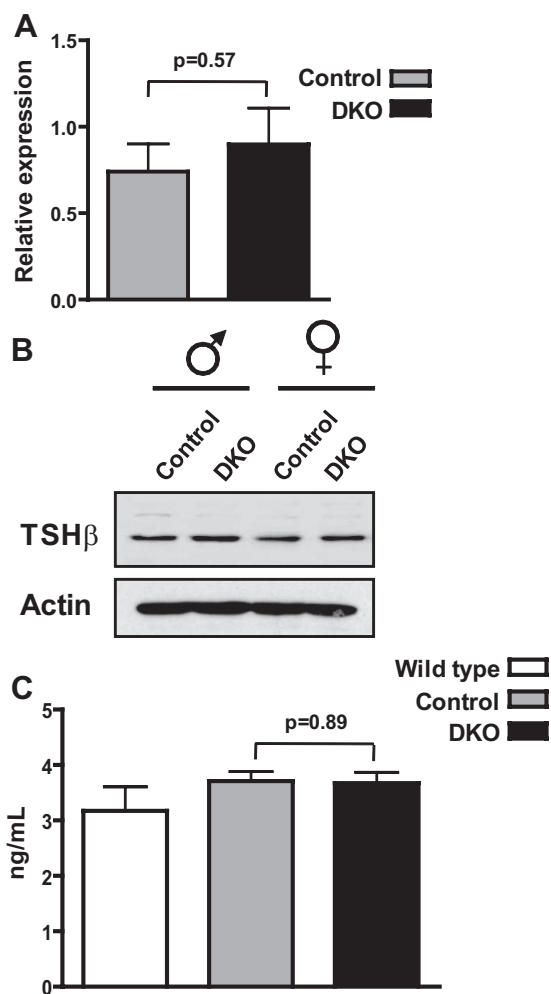 A
1.5
1.0
0.5
0.0
Relative expression
p=0.57
Control
DKO
B
♂ ♀
Control DKO Control DKO
TSHβ
Actin
C
Wild type
Control
DKO
5
4
3
2
1
0
ng/mL
p=0.89